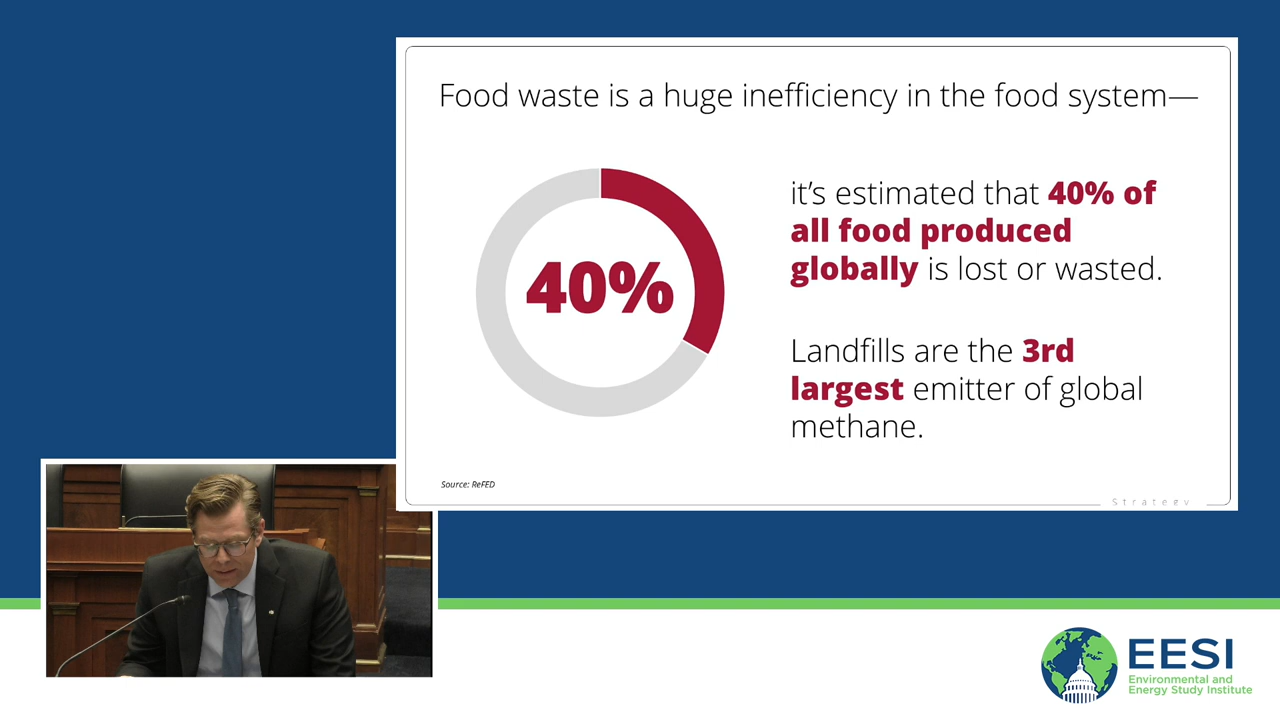 Food waste is a huge inefficiency in the food system—
40%
it’s estimated that 40% of
all food produced
globally is lost or wasted.
Landfills are the 3rd
largest emitter of global
methane.
Source: ReFED
Strategy
EESI
Environmental and
Energy Study Institute